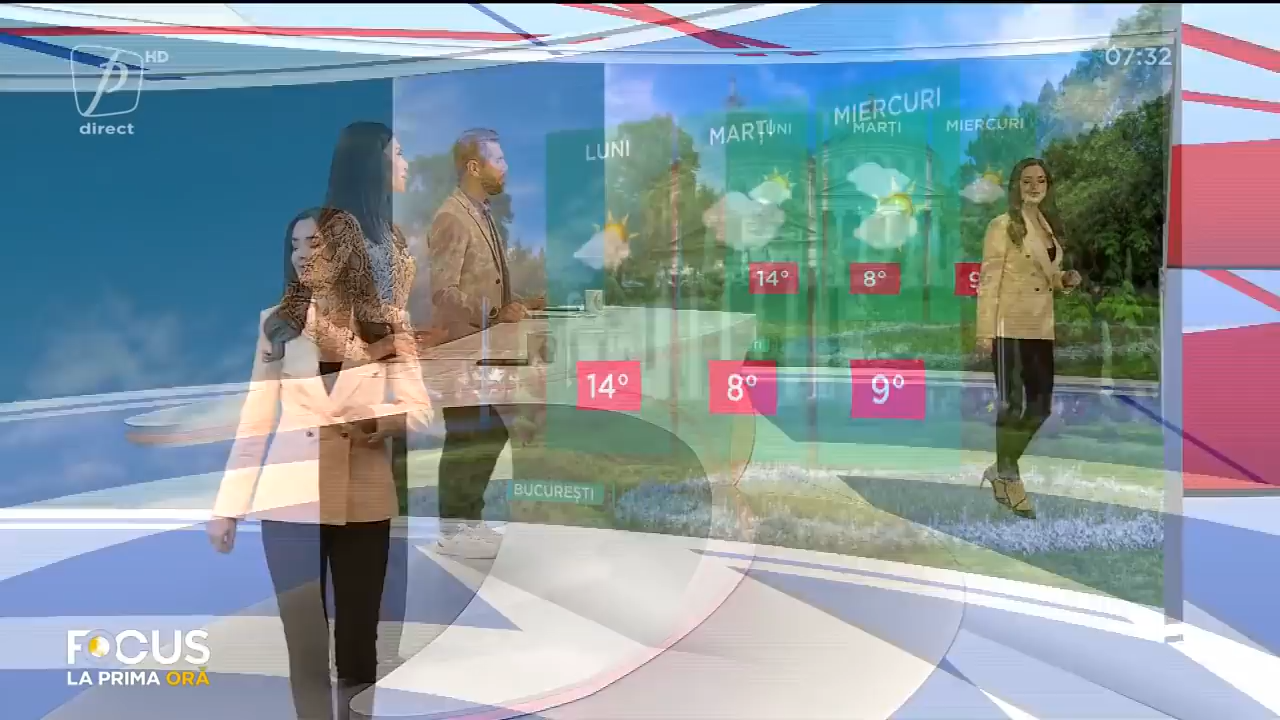 HD
direct
07:32
LUNI
MARȚI
MIERCURI
LUNI
MARȚI
MIERCURI
14°
8°
9
14°
8°
9°
BUCUREȘTI
FOCUS
LA PRIMA ORĂ